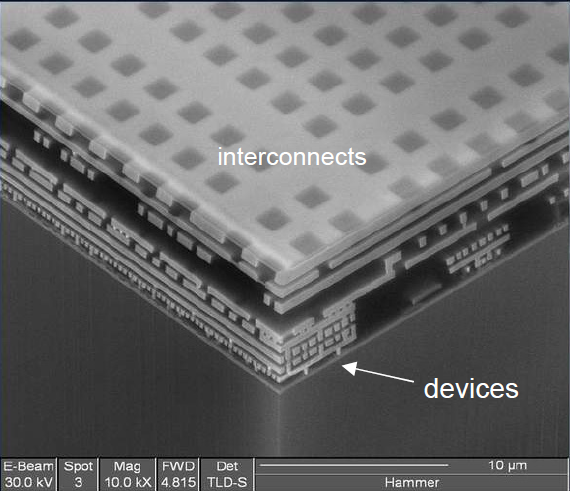 interconnects
devices
E-Beam Spot Mag FWD Det 10 µm
30.0 kV 3 10.0 kX 4.815 TLD-S Hammer